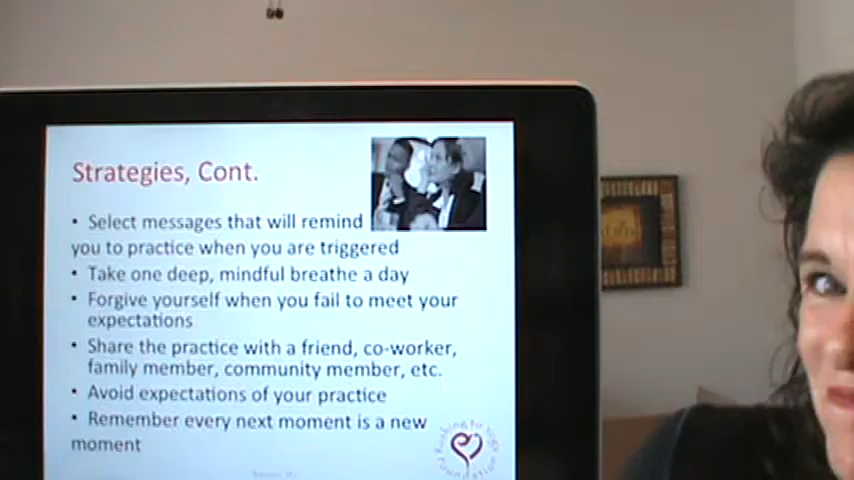 Strategies, Cont.
• Select messages that will remind
you to practice when you are triggered
• Take one deep, mindful breathe a day
• Forgive yourself when you fail to meet your
expectations
• Share the practice with a friend, co-worker,
family member, community member, etc.
• Avoid expectations of your practice
• Remember every next moment is a new
moment